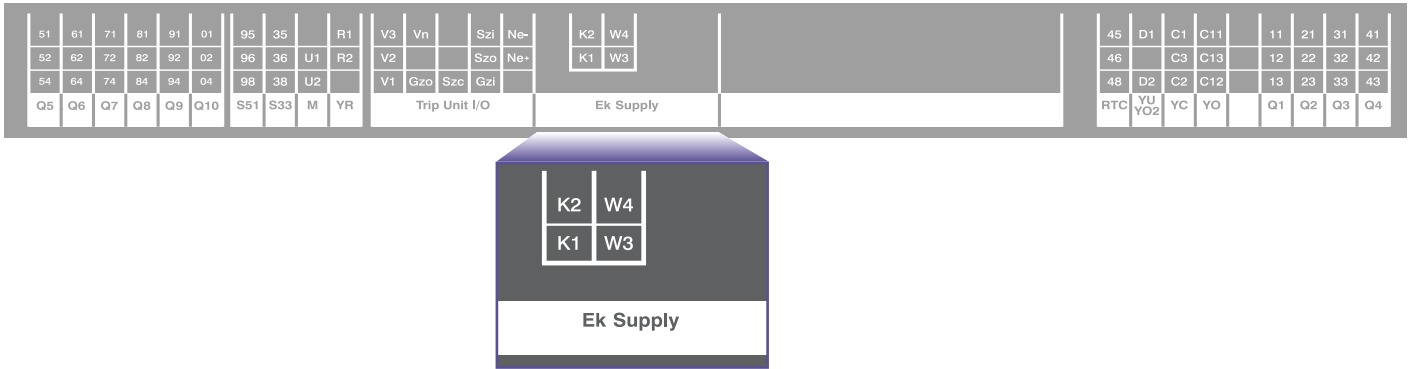 51 61 71 81 91 01 95 35 R1 V3 Vn Szi Ne- K2 W4 45 D1 C1 C11 11 21 31 41
52 62 72 82 92 02 96 36 U1 R2 V2 Szo Ne+ K1 W3 46 C3 C13 12 22 32 42
54 64 74 84 94 04 98 38 U2 V1 Gzo Szc Gzi 48 D2 C2 C12 13 23 33 43
Q5 Q6 Q7 Q8 Q9 Q10 S51 S33 M YR Trip Unit I/O Ek Supply RTC YU YC YO Q1 Q2 Q3 Q4
YO2
K2 W4
K1 W3
Ek Supply